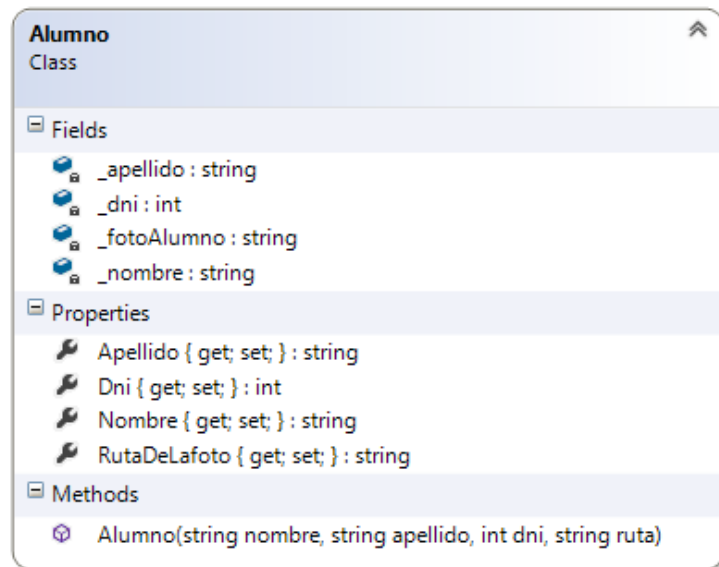 Alumno
Class
Fields
_apellido : string
_dni : int
_fotoAlumno : string
_nombre : string
Properties
Apellido { get; set; } : string
Dni { get; set; } : int
Nombre { get; set; } : string
RutaDeLafoto { get; set; } : string
Methods
Alumno(string nombre, string apellido, int dni, string ruta)